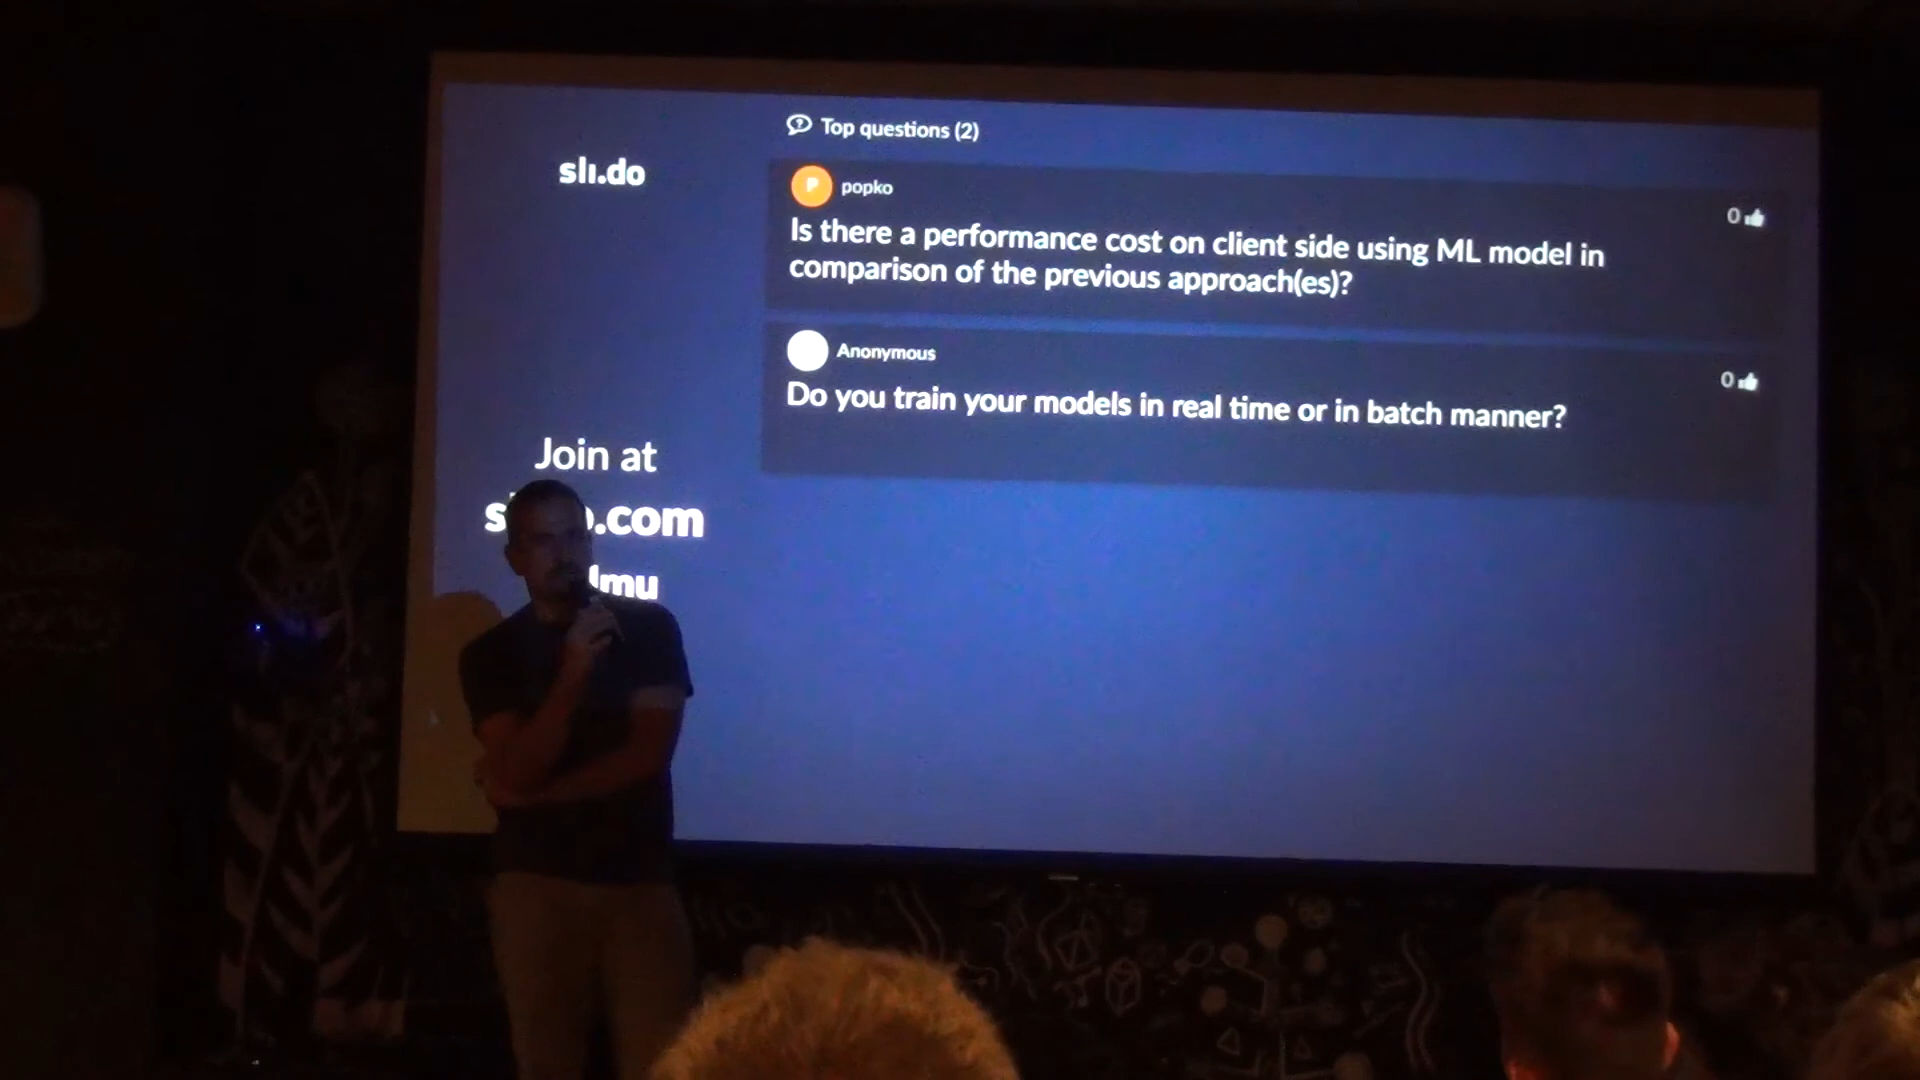 slı.do
Join at
.com
mu
Top questions (2)
P popko
0
Is there a performance cost on client side using ML model in
comparison of the previous approach(es)?
Anonymous
0
Do you train your models in real time or in batch manner?